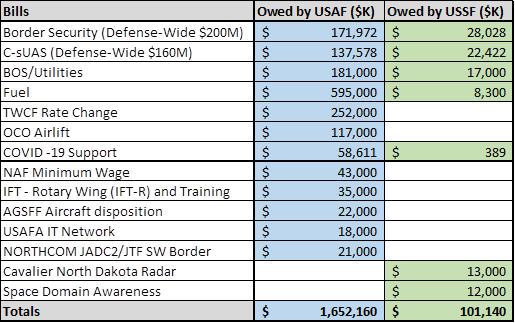 Bills Owed by USAF ($K) Owed by USSF ($K)
Border Security (Defense-Wide $200M) $ 171,972 $ 28,028
C-sUAS (Defense-Wide $160M) $ 137,578 $ 22,422
BOS/Utilities $ 181,000 $ 17,000
Fuel $ 595,000 $ 8,300
TWCF Rate Change $ 252,000
OCO Airlift $ 117,000
COVID -19 Support $ 58,611 $ 389
NAF Minimum Wage $ 43,000
IFT - Rotary Wing (IFT-R) and Training $ 35,000
AGSFF Aircraft disposition $ 22,000
USAFA IT Network $ 18,000
NORTHCOM JADC2/JTF SW Border $ 21,000
Cavalier North Dakota Radar $ 13,000
Space Domain Awareness $ 12,000
Totals $ 1,652,160 $ 101,140